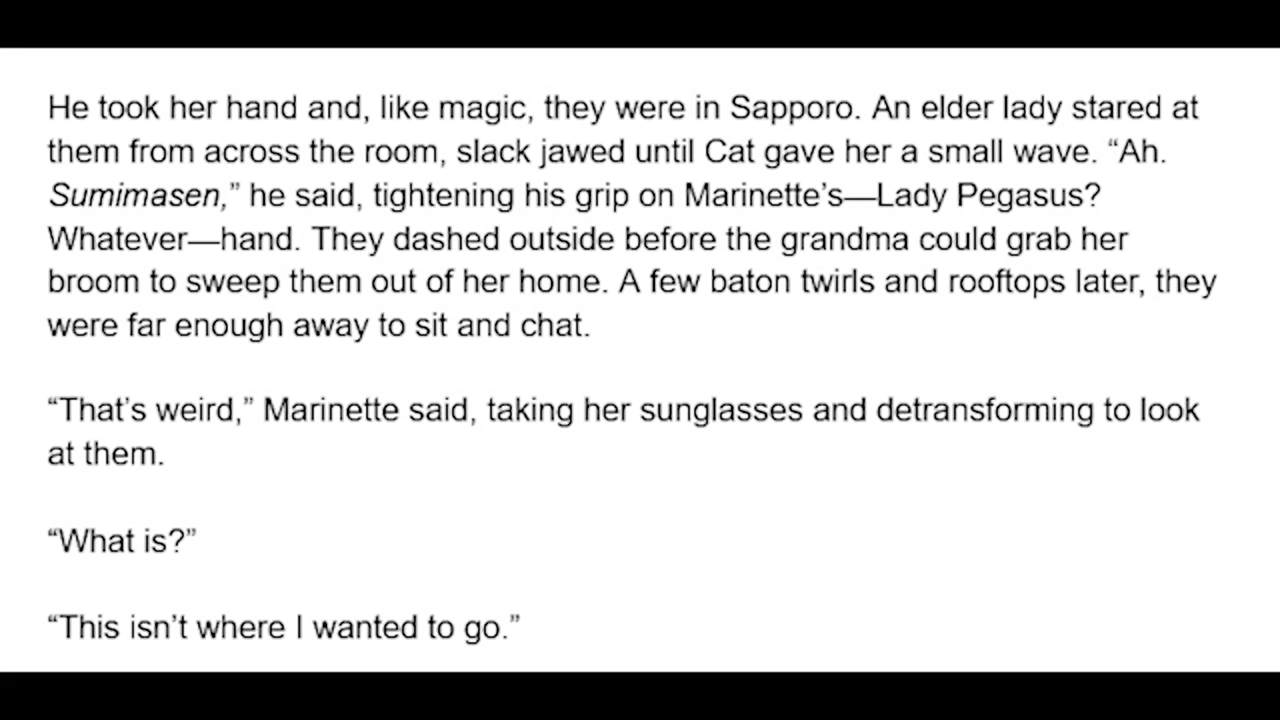 He took her hand and, like magic, they were in Sapporo. An elder lady stared at
them from across the room, slack jawed until Cat gave her a small wave. “Ah.
Sumimasen,” he said, tightening his grip on Marinette’s—Lady Pegasus?
Whatever—hand. They dashed outside before the grandma could grab her
broom to sweep them out of her home. A few baton twirls and rooftops later, they
were far enough away to sit and chat.
“That’s weird,” Marinette said, taking her sunglasses and detransforming to look
at them.
“What is?”
“This isn’t where I wanted to go.”